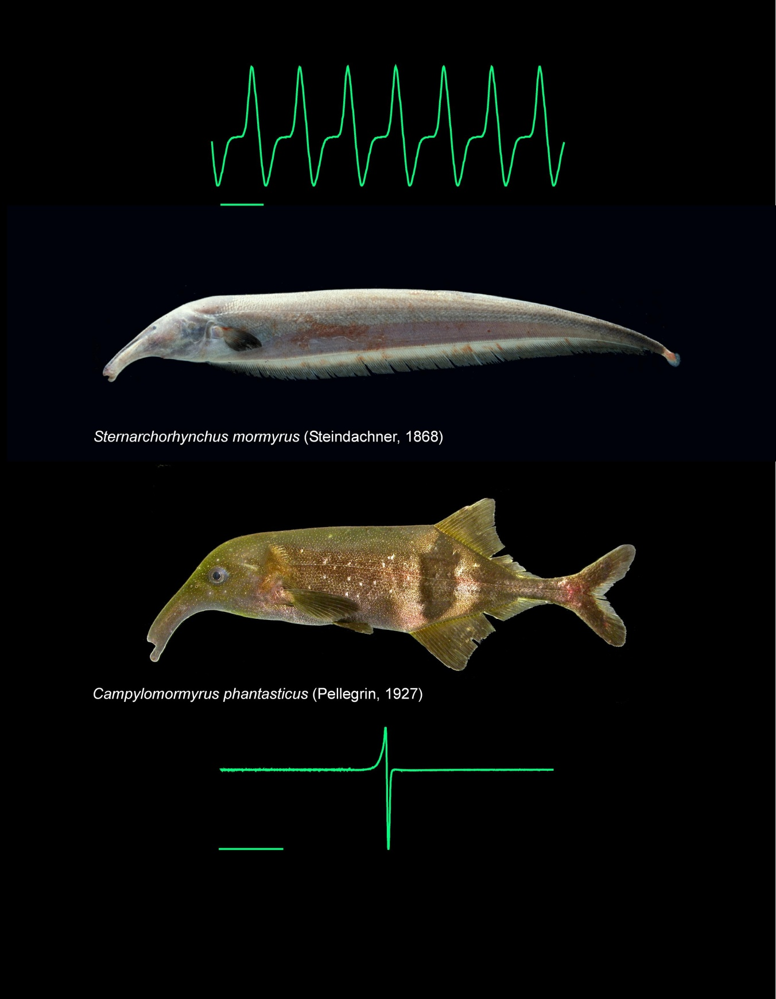 Sternarchorhynchus mormyrus (Steindachner, 1868)
Campylomormyrus phantasticus (Pellegrin, 1927)